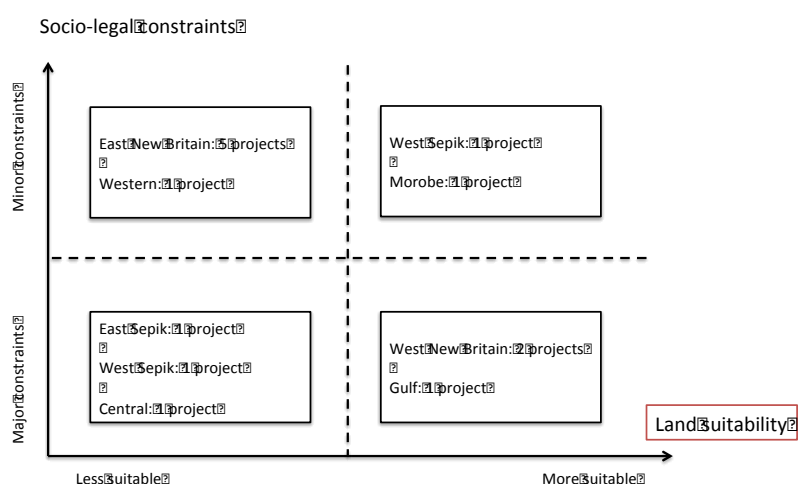 Socio-legal constraints
Minor constraints
East New Britain: 5 projects
Western: 1 project
West Sepik: 1 project
Morobe: 1 project
Major constraints
East Sepik: 1 project
West Sepik: 1 project
Central: 1 project
West New Britain: 2 projects
Gulf: 1 project
Land suitability
Less suitable
More suitable